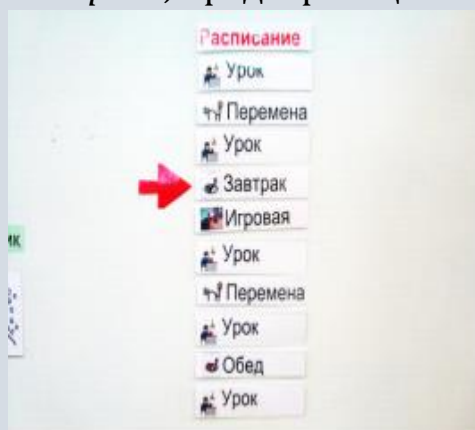 Расписание
Урок
Перемена
Урок
Завтрак
Игровая
Урок
Перемена
Урок
Обед
Урок